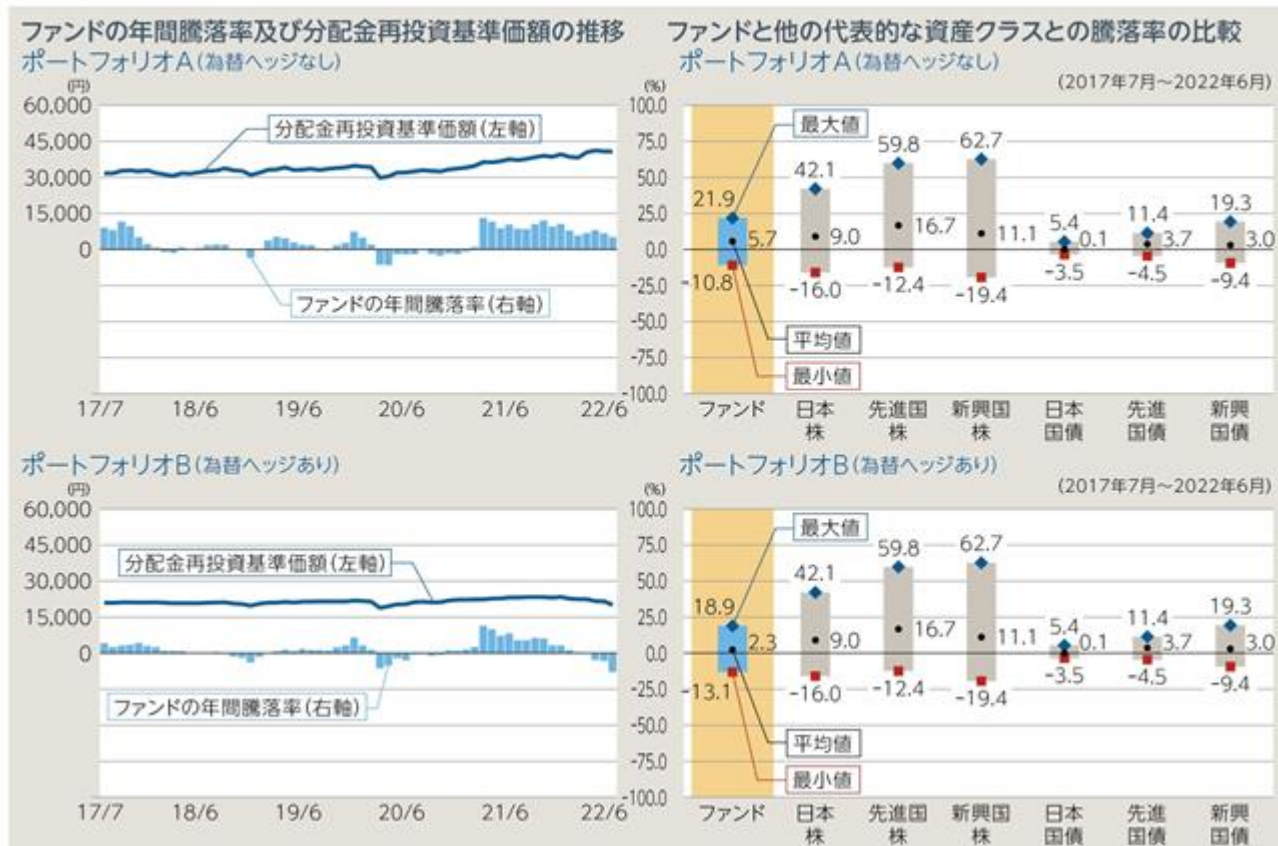 ファンドの年間騰落率及び分配金再投資基準価額の推移
ポートフォリオA(為替ヘッジなし)
(円)
60,000
45,000
30,000
15,000
0
分配金再投資基準価額(左軸)
ファンドの年間騰落率(右軸)
(%)
100.0
75.0
50.0
25.0
0.0
-25.0
-50.0
-75.0
-100.0
17/7 18/6 19/6 20/6 21/6 22/6
ファンドと他の代表的な資産クラスとの騰落率の比較
ポートフォリオA(為替ヘッジなし)
(2017年7月~2022年6月)
最大値
21.9 42.1 59.8 62.7 5.4 11.4 19.3
5.7 9.0 16.7 11.1 0.1 3.7 3.0
-10.8 -16.0 -12.4 -19.4 -3.5 -4.5 -9.4
平均値
最小値
ファンド 日本 先進国 新興国 日本 先進 新興
株 株 株 国債 国債 国債
ポートフォリオB(為替ヘッジあり)
(円)
60,000
45,000
30,000
15,000
0
分配金再投資基準価額(左軸)
ファンドの年間騰落率(右軸)
(%)
100.0
75.0
50.0
25.0
0.0
-25.0
-50.0
-75.0
-100.0
17/7 18/6 19/6 20/6 21/6 22/6
ポートフォリオB(為替ヘッジあり)
(2017年7月~2022年6月)
最大値
18.9 42.1 59.8 62.7 5.4 11.4 19.3
2.3 9.0 16.7 11.1 0.1 3.7 3.0
-13.1 -16.0 -12.4 -19.4 -3.5 -4.5 -9.4
平均値
最小値
ファンド 日本 先進国 新興国 日本 先進 新興
株 株 株 国債 国債 国債